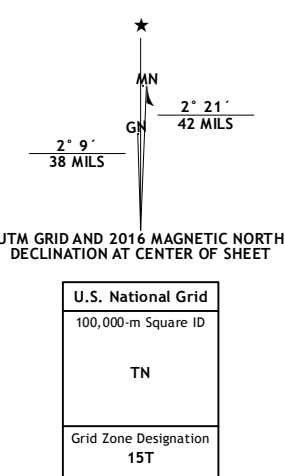 ★
MN
GN
2° 21´
42 MILS
2° 9´
38 MILS
UTM GRID AND 2016 MAGNETIC NORTH
DECLINATION AT CENTER OF SHEET
U.S. National Grid
100,000-m Square ID
TN
Grid Zone Designation
15T